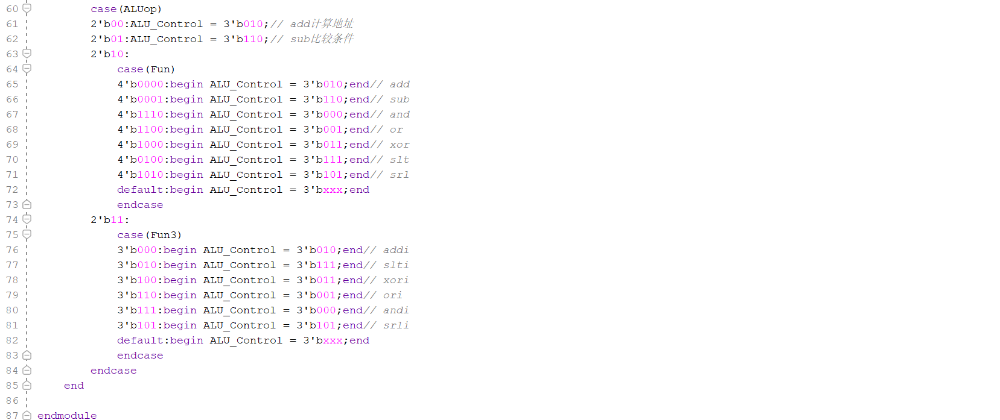 60 case(ALUop)
61 2'b00:ALU_Control = 3'b010;// add计算地址
62 2'b01:ALU_Control = 3'b110;// sub比较条件
63 2'b10:
64 case(Fun)
65 4'b0000:begin ALU_Control = 3'b010;end// add
66 4'b0001:begin ALU_Control = 3'b110;end// sub
67 4'b1110:begin ALU_Control = 3'b000;end// and
68 4'b1100:begin ALU_Control = 3'b001;end// or
69 4'b1000:begin ALU_Control = 3'b011;end// xor
70 4'b0100:begin ALU_Control = 3'b111;end// slt
71 4'b1010:begin ALU_Control = 3'b101;end// srl
72 default:begin ALU_Control = 3'bxxx;end
73 endcase
74 2'b11:
75 case(Fun3)
76 3'b000:begin ALU_Control = 3'b010;end// addi
77 3'b010:begin ALU_Control = 3'b111;end// slti
78 3'b100:begin ALU_Control = 3'b011;end// xori
79 3'b110:begin ALU_Control = 3'b001;end// ori
80 3'b111:begin ALU_Control = 3'b000;end// andi
81 3'b101:begin ALU_Control = 3'b101;end// srli
82 default:begin ALU_Control = 3'bxxx;end
83 endcase
84 endcase
85 end
86
87 endmodule